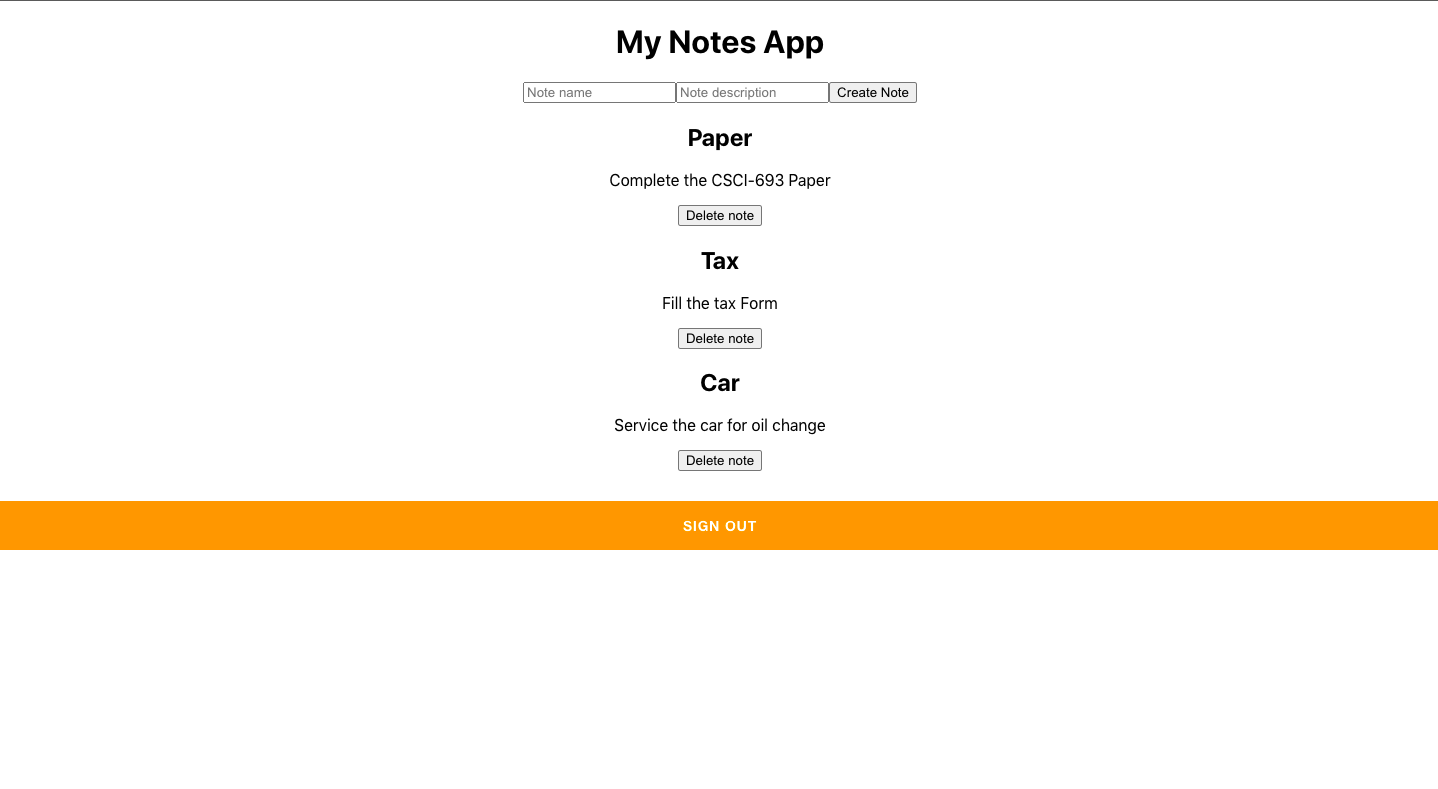 My Notes App
Note name Note description Create Note
Paper
Complete the CSCI-693 Paper
Delete note
Tax
Fill the tax Form
Delete note
Car
Service the car for oil change
Delete note
SIGN OUT